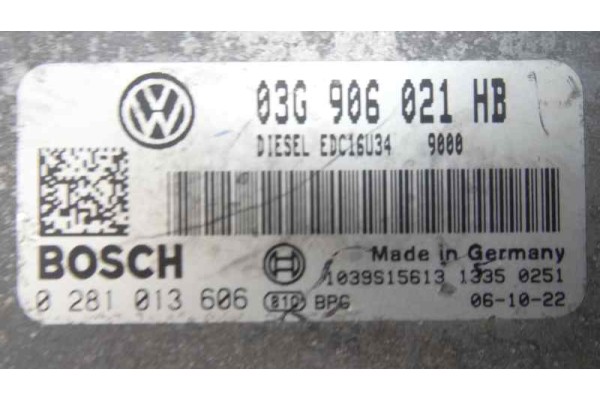 03G 906 021 HB
DIESEL EDC16U34 9000
BOSCH
Made in Germany
1039S15613 1335 0251
0 281 013 606 810 BPG 06-10-22